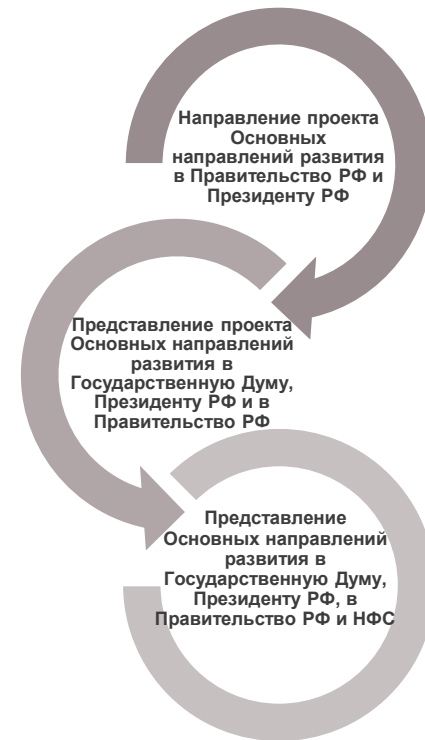 Направление проекта
Основных
направлений развития
в Правительство РФ и
Президенту РФ
Представление проекта
Основных направлений
развития в
Государственную Думу,
Президенту РФ и в
Правительство РФ
Представление
Основных направлений
развития в
Государственную Думу,
Президенту РФ, в
Правительство РФ и НФС